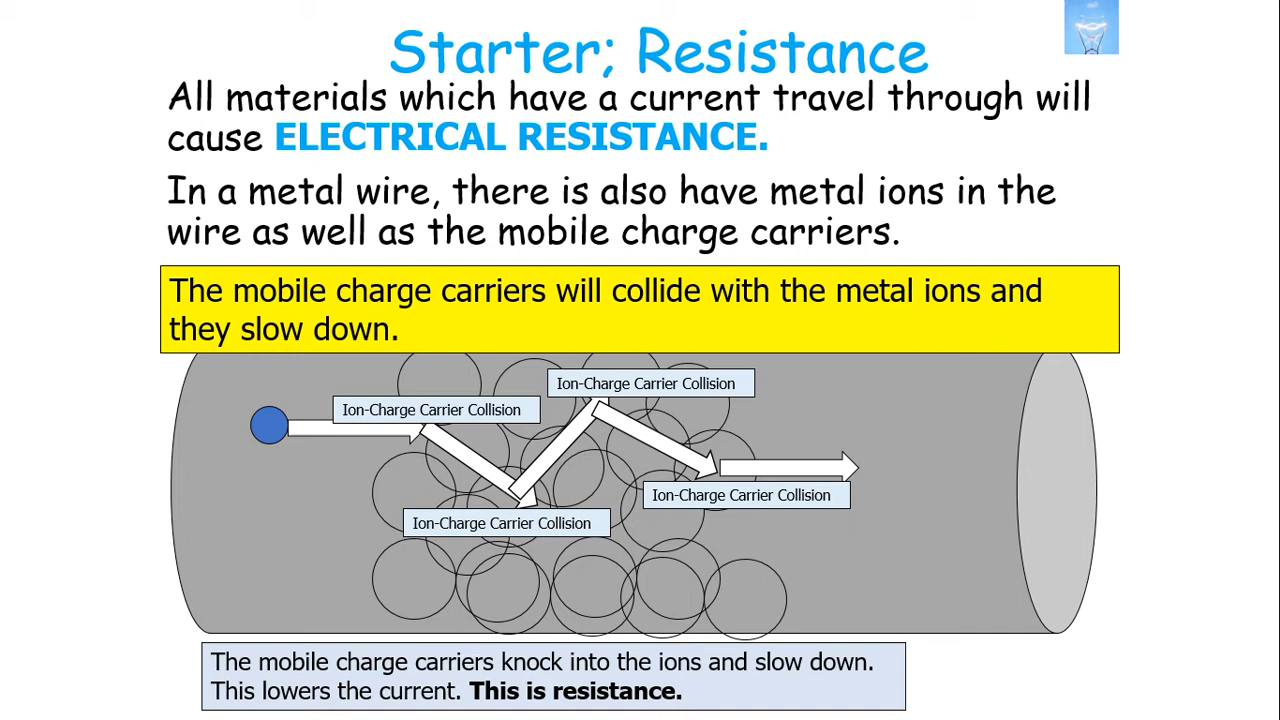 Starter; Resistance
All materials which have a current travel through will
cause ELECTRICAL RESISTANCE.
In a metal wire, there is also have metal ions in the
wire as well as the mobile charge carriers.
The mobile charge carriers will collide with the metal ions and
they slow down.
Ion-Charge Carrier Collision
Ion-Charge Carrier Collision
Ion-Charge Carrier Collision
Ion-Charge Carrier Collision
The mobile charge carriers knock into the ions and slow down.
This lowers the current. This is resistance.